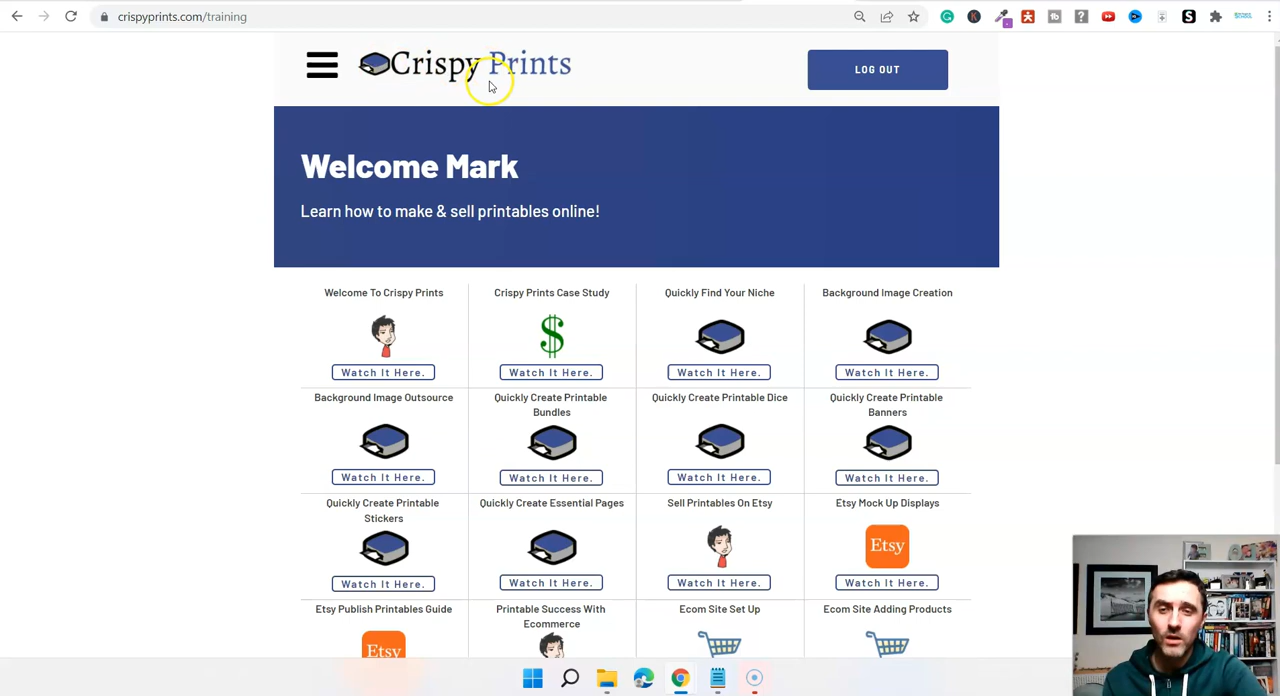 crispyprints.com/training
Crispy Prints
LOG OUT
Welcome Mark
Learn how to make & sell printables online!
Welcome To Crispy Prints
Crispy Prints Case Study
Quickly Find Your Niche
Background Image Creation
$
Watch It Here.
Watch It Here.
Watch It Here.
Watch It Here.
Background Image Outsource
Quickly Create Printable
Bundles
Quickly Create Printable Dice
Quickly Create Printable
Banners
Watch It Here.
Watch It Here.
Watch It Here.
Watch It Here.
Quickly Create Printable
Stickers
Quickly Create Essential Pages
Sell Printables On Etsy
Etsy Mock Up Displays
Etsy
Watch It Here.
Watch It Here.
Watch It Here.
Watch It Here.
Etsy Publish Printables Guide
Printable Success With
Ecommerce
Ecom Site Set Up
Ecom Site Adding Products
Etsy